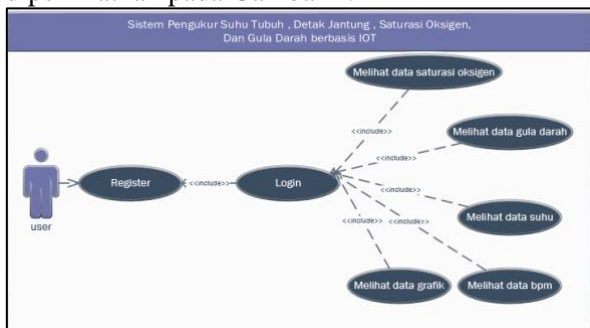 Sistem Pengukur Suhu Tubuh , Detak Jantung , Saturasi Oksigen,
Dan Gula Darah berbasis IOT
Melihat data saturasi oksigen
<<include>>
Melihat data gula darah
<<include>>
Register
<<include>>
Login
<<include>>
user
Melihat data suhu
<<include>>
<<include>>
Melihat data grafik
Melihat data bpm